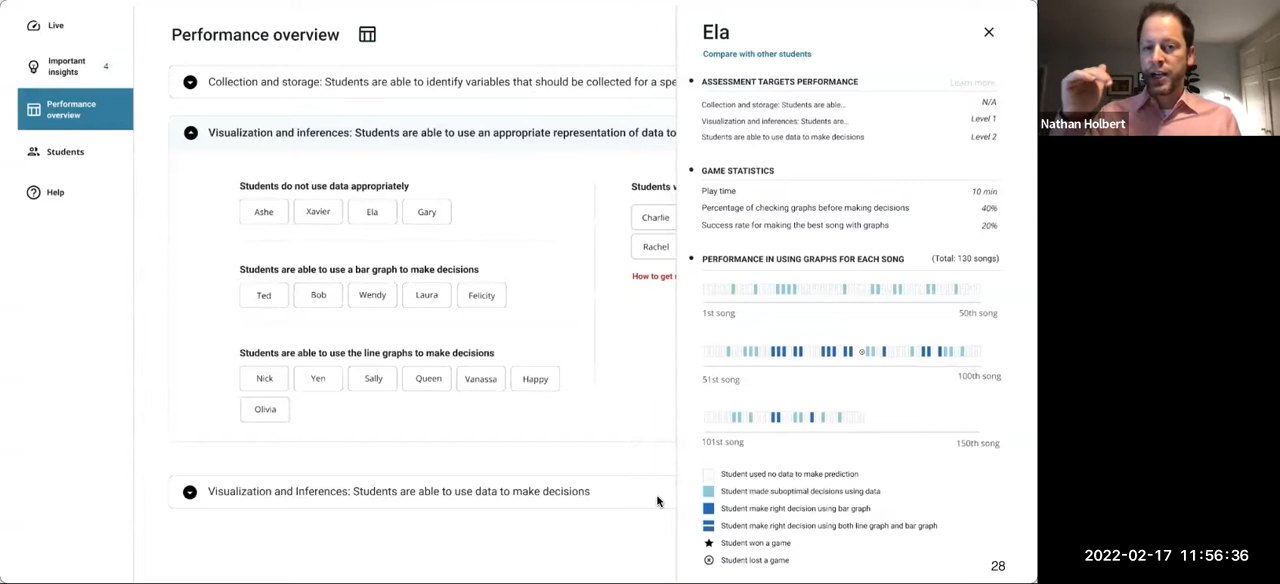 Live
Important
insights
4
Performance
overview
Students
Help
Performance overview
Collection and storage: Students are able to identify variables that should be collected for a spe
Visualization and inferences: Students are able to use an appropriate representation of data to
Students do not use data appropriately
Ashe
Xavier
Ela
Gary
Students are able to use a bar graph to make decisions
Ted
Bob
Wendy
Laura
Felicity
Students are able to use the line graphs to make decisions
Nick
Yen
Sally
Queen
Vanassa
Happy
Olivia
Students
Charlie
Rachel
How to get
Visualization and Inferences: Students are able to use data to make decisions
Ela
Compare with other students
ASSESSMENT TARGETS PERFORMANCE
Learn more
Collection and storage: Students are able...
N/A
Visualization and inferences: Students are...
Level 1
Students are able to use data to make decisions
Level 2
GAME STATISTICS
Play time
10 min
Percentage of checking graphs before making decisions
40%
Success rate for making the best song with graphs
20%
PERFORMANCE IN USING GRAPHS FOR EACH SONG
(Total: 130 songs)
1st song
50th song
51st song
100th song
101st song
150th song
Student used no data to make prediction
Student made suboptimal decisions using data
Student make right decision using bar graph
Student make right decision using both line graph and bar graph
Student won a game
Student lost a game
28
Nathan Holbert
2022-02-17 11:56:36